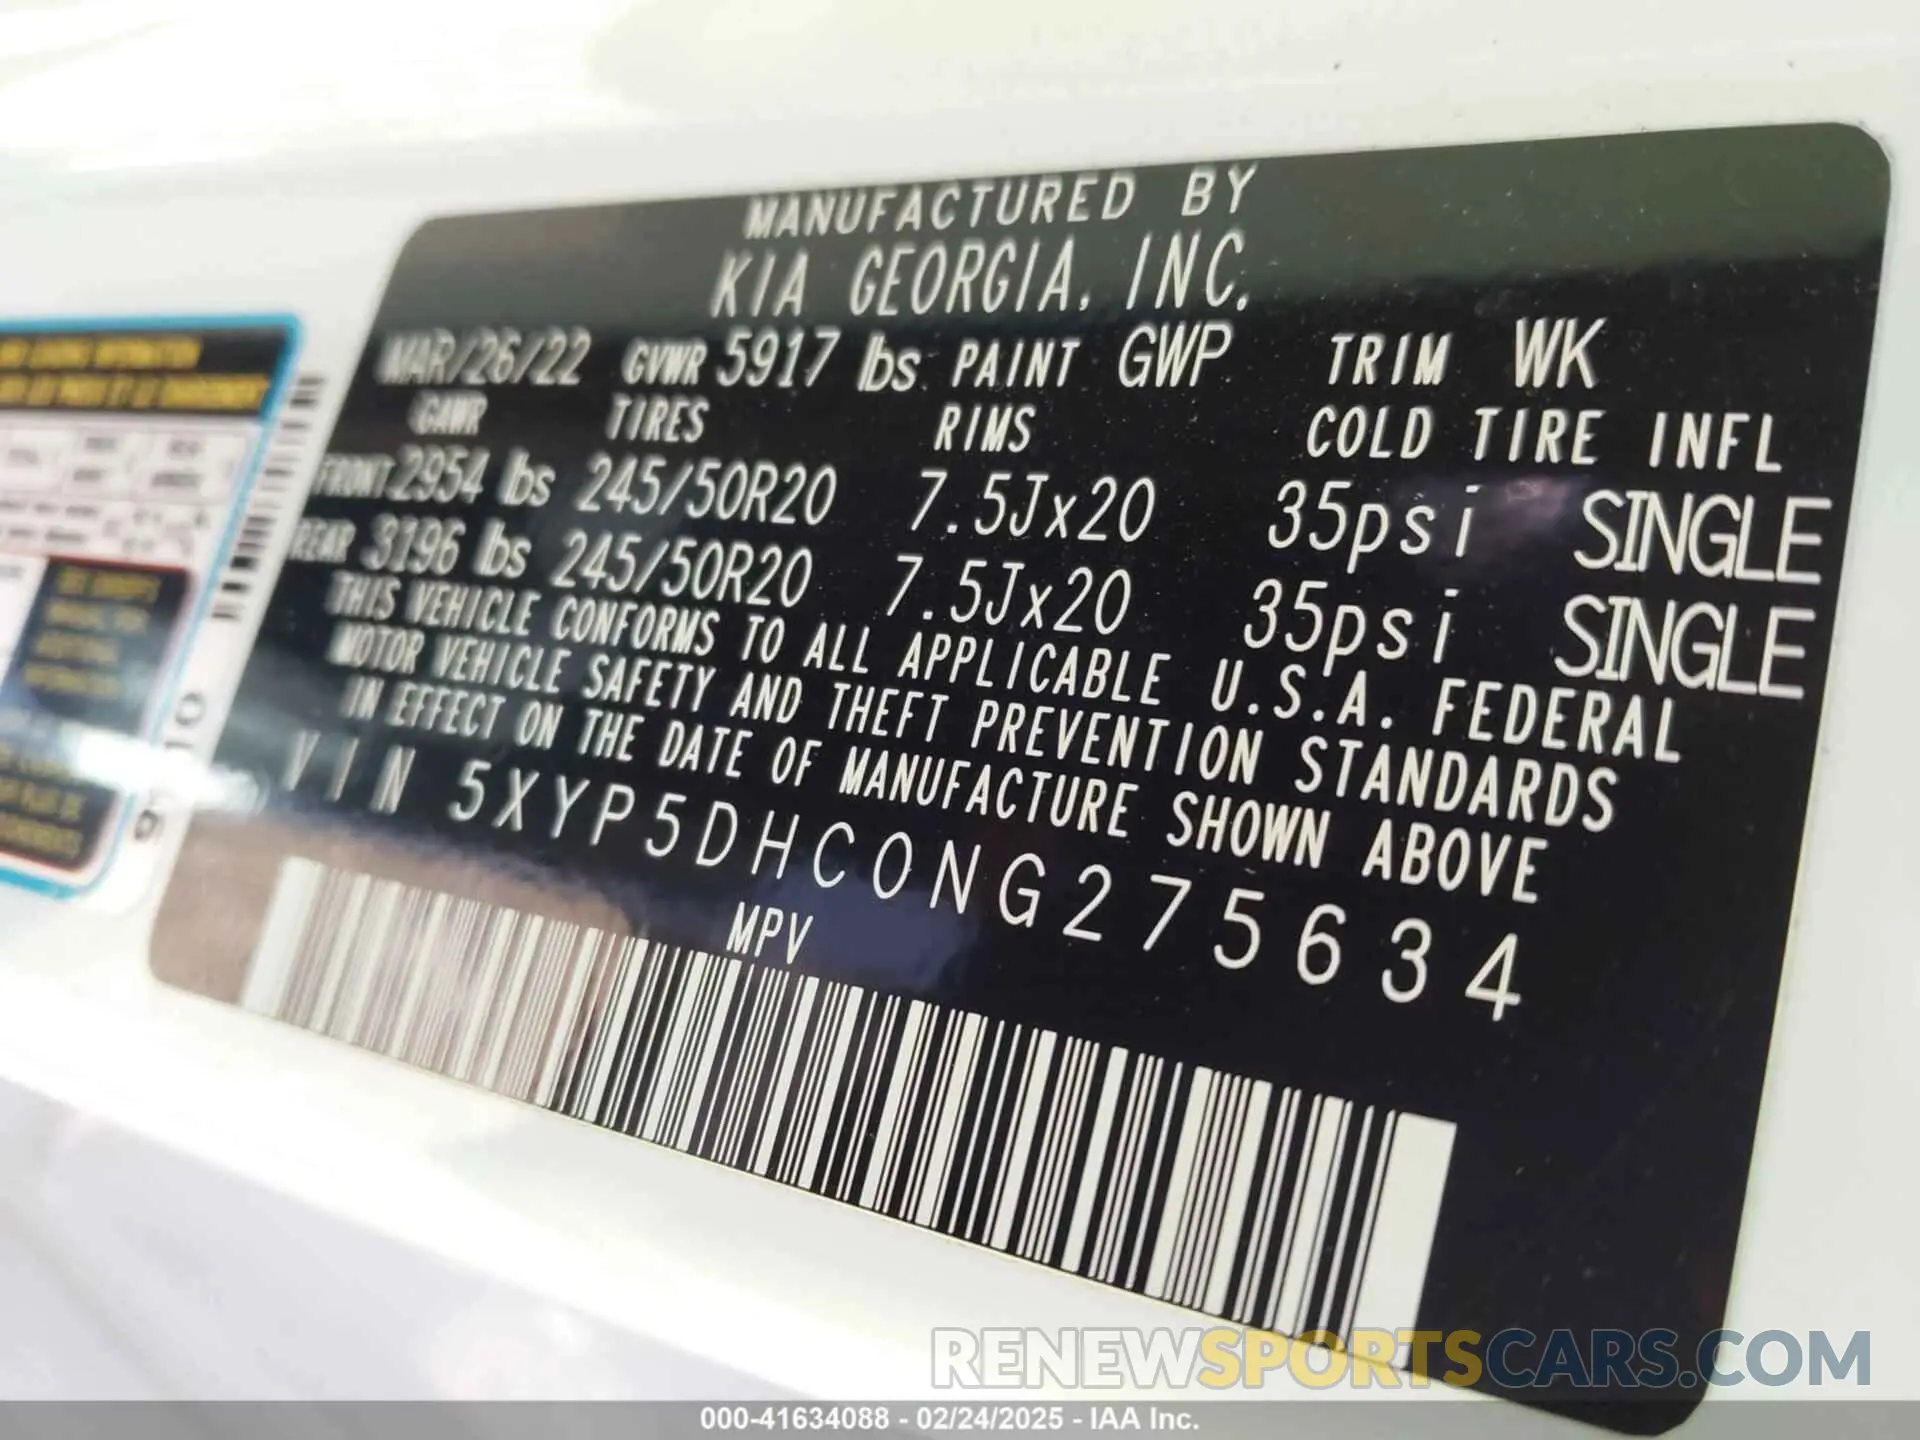 MANUFACTURED BY
KIA GEORGIA, INC.
MAR/26/22 GVWR 5917 lbs PAINT GWP TRIM WK
GAWR TIRES RIMS COLD TIRE INFL
FRONT 2954 lbs 245/50R20 7.5Jx20 35psi SINGLE
REAR 3196 lbs 245/50R20 7.5Jx20 35psi SINGLE
THIS VEHICLE CONFORMS TO ALL APPLICABLE U.S.A. FEDERAL
MOTOR VEHICLE SAFETY AND THEFT PREVENTION STANDARDS
IN EFFECT ON THE DATE OF MANUFACTURE SHOWN ABOVE
VIN 5XYP5DHC0NG275634
MPV
RENEWSPORTSCARS.COM
000-41634088 - 02/24/2025 - IAA Inc.